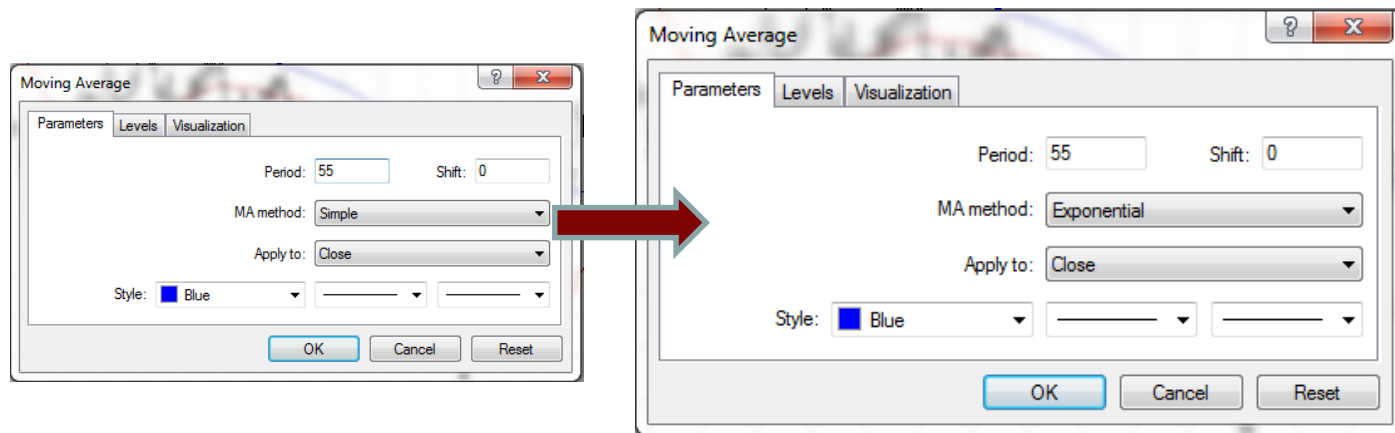 Moving Average
Parameters Levels Visualization
Period: 55 Shift: 0
MA method: Simple
Apply to: Close
Style: Blue
OK Cancel Reset
Moving Average
Parameters Levels Visualization
Period: 55 Shift: 0
MA method: Exponential
Apply to: Close
Style: Blue
OK Cancel Reset